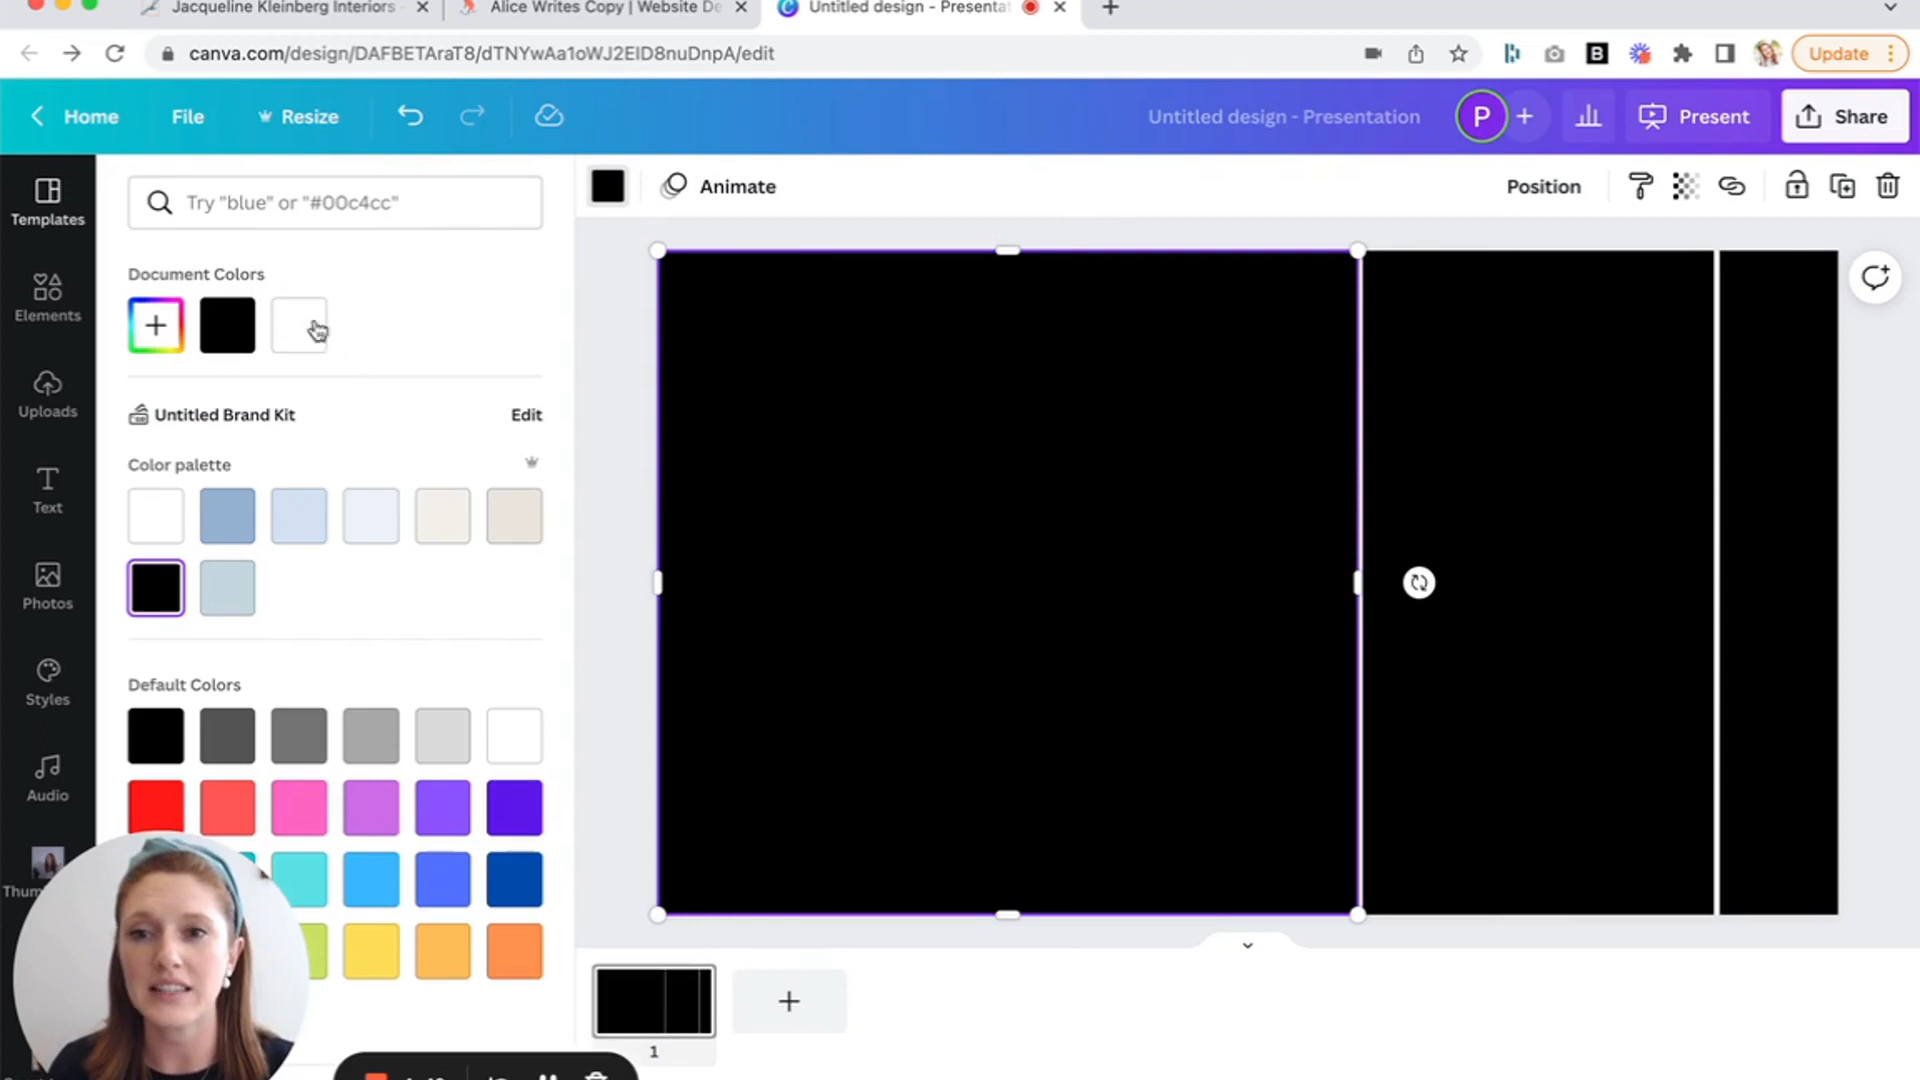 Jacqueline Kleinberg Interiors
Alice Writes Copy | Website De
Untitled design - Presentat
canva.com/design/DAFBETAraT8/dTNYwAa1oWJ2EID8nuDnpA/edit
Update
Home
File
Resize
Untitled design - Presentation
P
Present
Share
Templates
Elements
Uploads
Text
Photos
Styles
Audio
Try "blue" or "#00c4cc"
Document Colors
Untitled Brand Kit
Edit
Color palette
Default Colors
Animate
Position
1